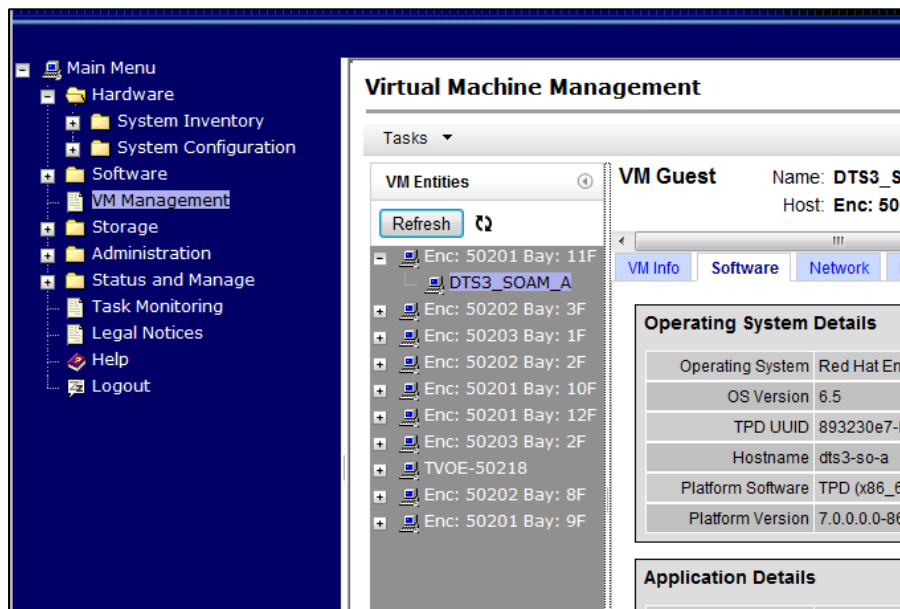 Main Menu
Hardware
System Inventory
System Configuration
Software
VM Management
Storage
Administration
Status and Manage
Task Monitoring
Legal Notices
Help
Logout
Virtual Machine Management
Tasks
VM Entities
Refresh
Enc: 50201 Bay: 11F
DTS3_SOAM_A
Enc: 50202 Bay: 3F
Enc: 50203 Bay: 1F
Enc: 50202 Bay: 2F
Enc: 50201 Bay: 10F
Enc: 50201 Bay: 12F
Enc: 50203 Bay: 2F
TVOE-50218
Enc: 50202 Bay: 8F
Enc: 50201 Bay: 9F
VM Guest Name: DTS3_S
Host: Enc: 50
VM Info Software Network
Operating System Details
Operating System Red Hat En
OS Version 6.5
TPD UUID 893230e7-
Hostname dts3-so-a
Platform Software TPD (x86_6
Platform Version 7.0.0.0.0-86
Application Details